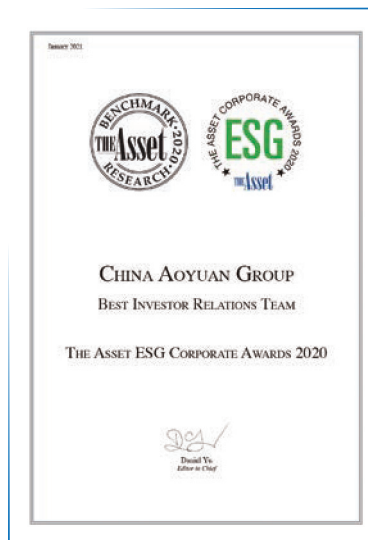 January 2021
BENCHMARK · 2020
THE Asset
RESEARCH
THE ASSET CORPORATE AWARDS 2020
ESG
THE Asset
CHINA AOYUAN GROUP
BEST INVESTOR RELATIONS TEAM
THE ASSET ESG CORPORATE AWARDS 2020
Daniel Yu
Editor in Chief